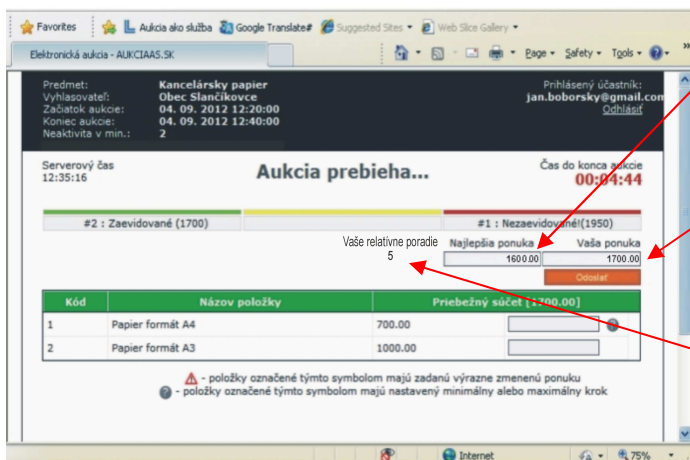 Favorites Aukcia ako služba Google Translate# Suggested Sites Web Slice Gallery
Elektronická aukcia - AUKCIAAS.SK Page Safety Tools »
Predmet: Kancelársky papier Prihlásený účastník:
Vyhlasovateľ: Obec Slančíkovce jan.boborsky@gmail.com
Začiatok aukcie: 04. 09. 2012 12:20:00 Odhlásiť
Koniec aukcie: 04. 09. 2012 12:40:00
Neaktivita v min.: 2
Serverový čas Aukcia prebieha... Čas do konca aukcie
12:35:16 00:04:44
#2 : Zaevidované (1700) #1 : Nezaevidované!(1950)
Vaše relatívne poradie Najlepšia ponuka Vaša ponuka
5 1600.00 1700.00
Odoslať
Kód Názov položky Priebežný súčet [1700.00]
1 Papier formát A4 700.00
2 Papier formát A3 1000.00
- položky označené týmto symbolom majú zadanú výrazne zmenenú ponuku
- položky označené týmto symbolom majú nastavený minimálny alebo maximálny krok
Internet 75%